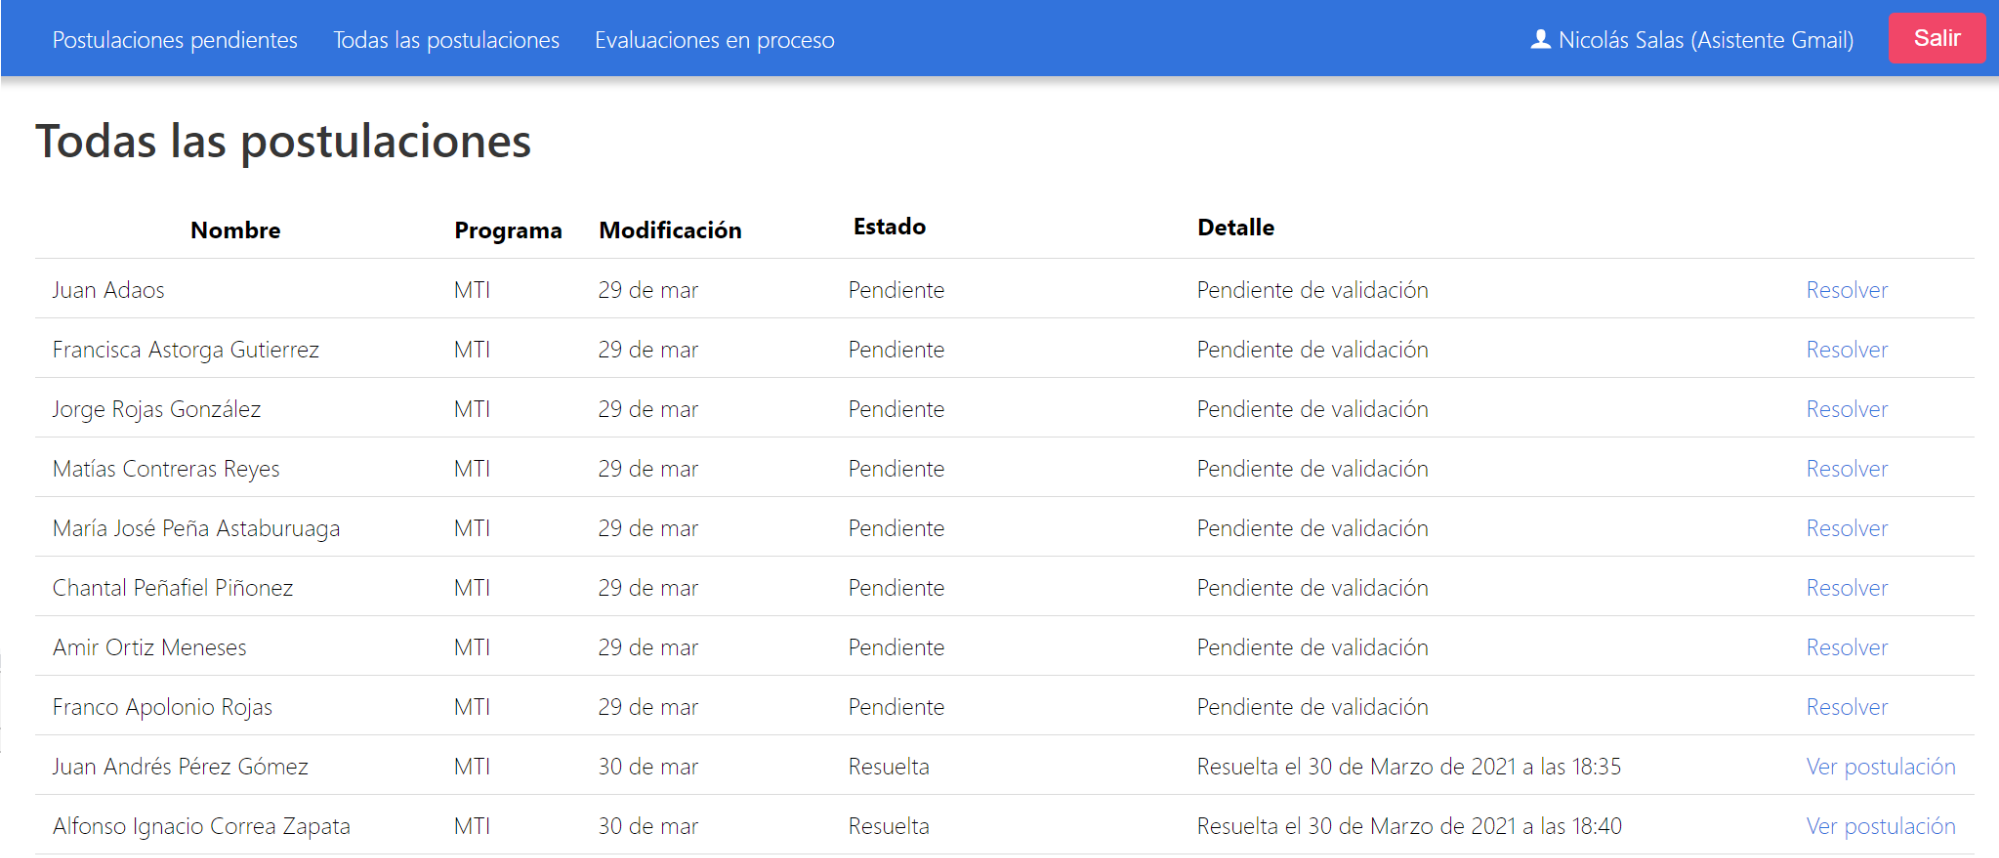 Postulaciones pendientes Todas las postulaciones Evaluaciones en proceso Nicolás Salas (Asistente Gmail) Salir
Todas las postulaciones
Nombre Programa Modificación Estado Detalle
Juan Adaos MTI 29 de mar Pendiente Pendiente de validación Resolver
Francisca Astorga Gutierrez MTI 29 de mar Pendiente Pendiente de validación Resolver
Jorge Rojas González MTI 29 de mar Pendiente Pendiente de validación Resolver
Matías Contreras Reyes MTI 29 de mar Pendiente Pendiente de validación Resolver
María José Peña Astaburuaga MTI 29 de mar Pendiente Pendiente de validación Resolver
Chantal Peñafiel Piñonez MTI 29 de mar Pendiente Pendiente de validación Resolver
Amir Ortiz Meneses MTI 29 de mar Pendiente Pendiente de validación Resolver
Franco Apolonio Rojas MTI 29 de mar Pendiente Pendiente de validación Resolver
Juan Andrés Pérez Gómez MTI 30 de mar Resuelta Resuelta el 30 de Marzo de 2021 a las 18:35 Ver postulación
Alfonso Ignacio Correa Zapata MTI 30 de mar Resuelta Resuelta el 30 de Marzo de 2021 a las 18:40 Ver postulación